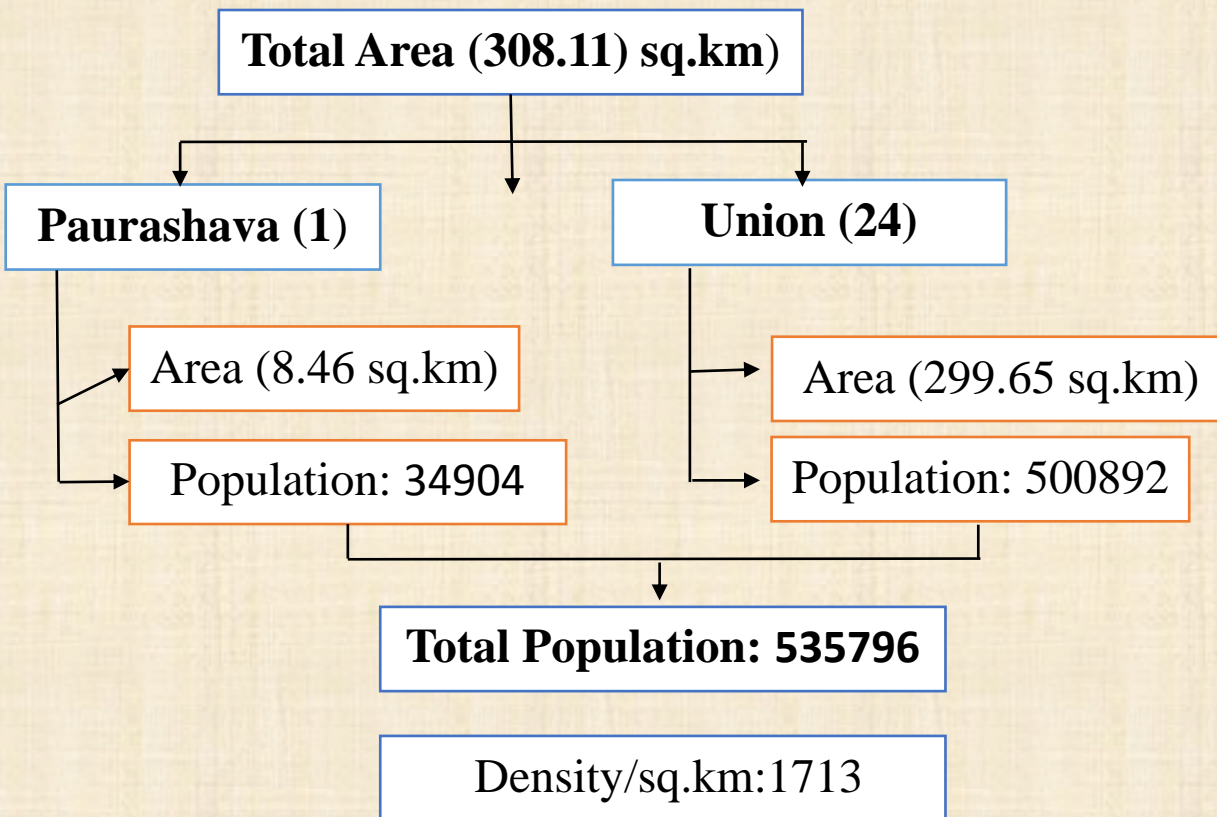 Total Area (308.11) sq.km)
Paurashava (1)
Union (24)
Area (8.46 sq.km)
Area (299.65 sq.km)
Population: 34904
Population: 500892
Total Population: 535796
Density/sq.km:1713